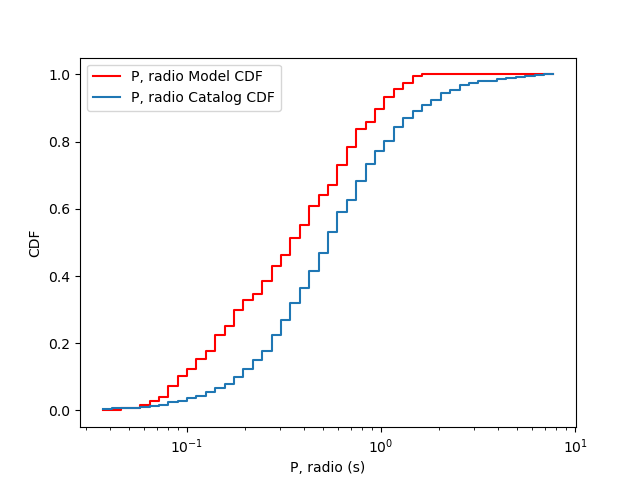 P, radio Model CDF
P, radio Catalog CDF
CDF
1.0
0.8
0.6
0.4
0.2
0.0
10⁻¹
10⁰
10¹
P, radio (s)